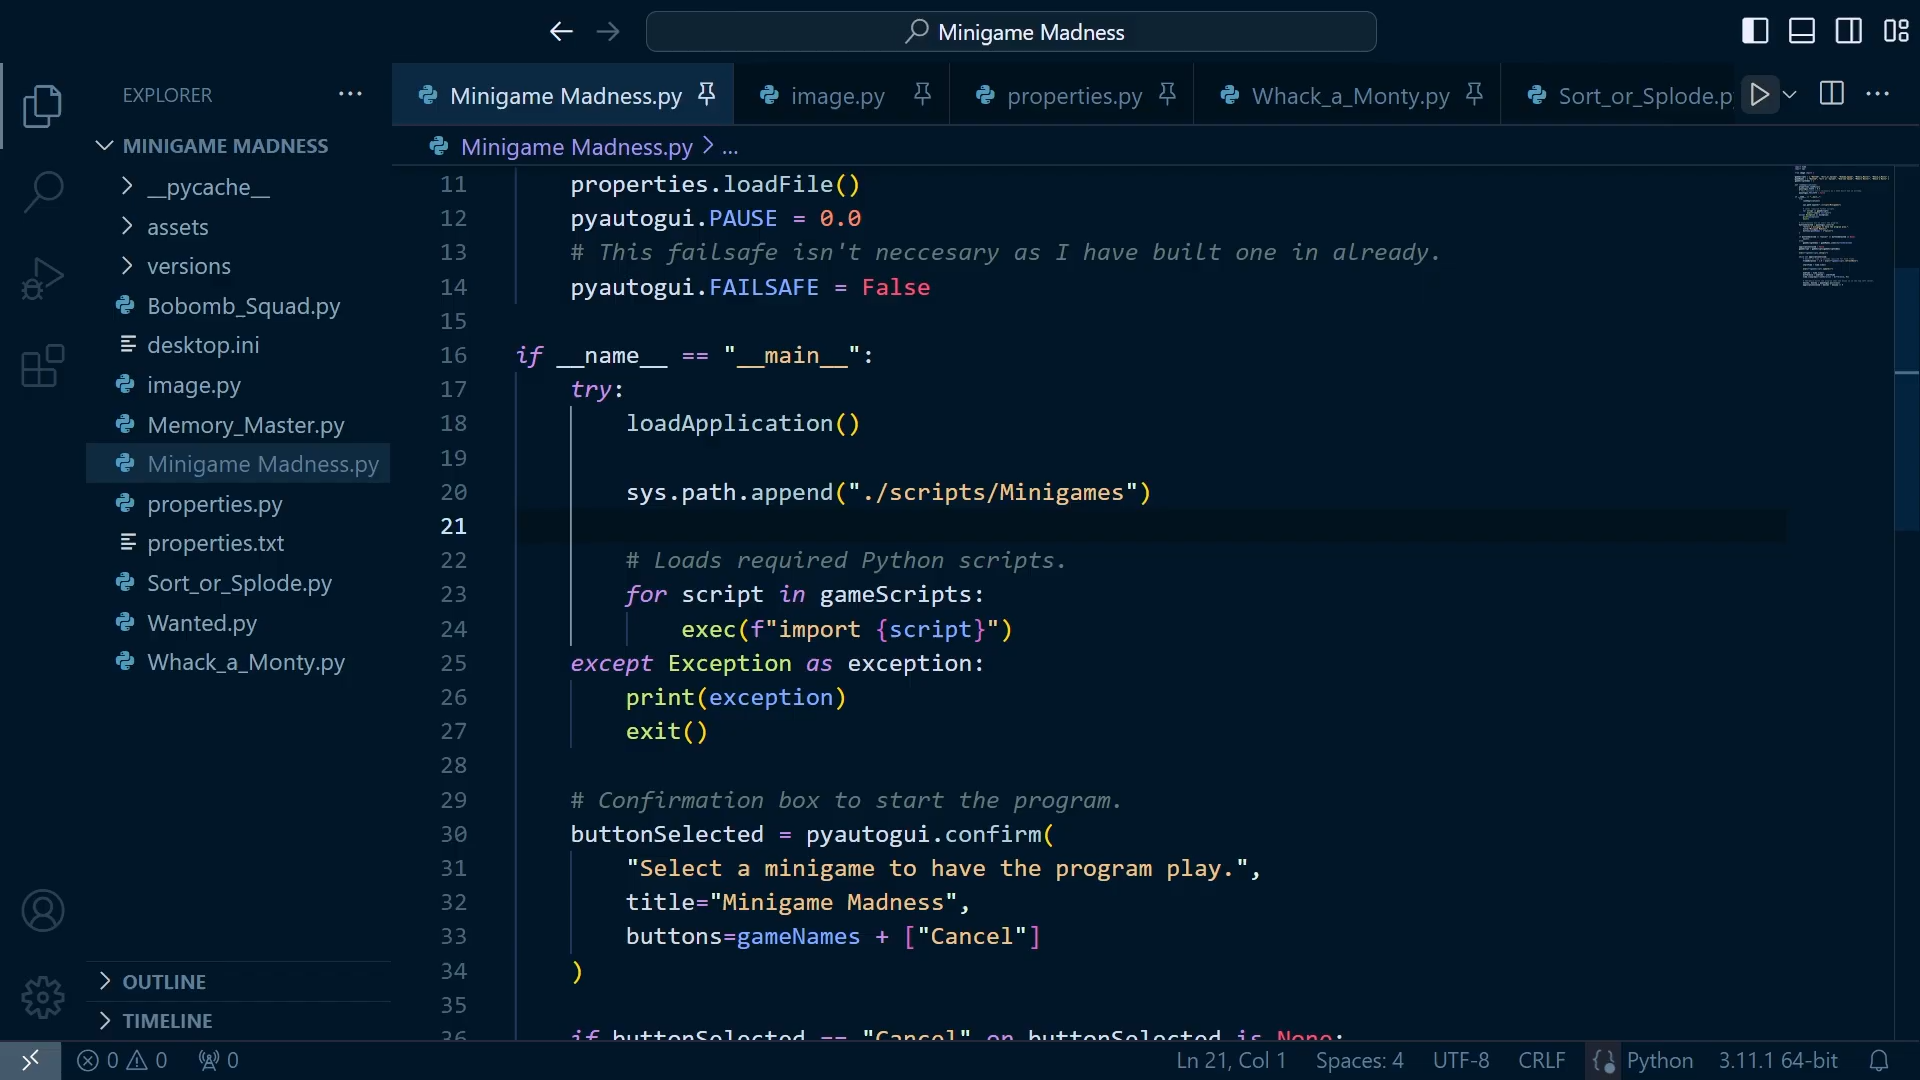 Minigame Madness
EXPLORER
MINIGAME MADNESS
__pycache__
assets
versions
Bobomb_Squad.py
desktop.ini
image.py
Memory_Master.py
Minigame Madness.py
properties.py
properties.txt
Sort_or_Splode.py
Wanted.py
Whack_a_Monty.py
OUTLINE
TIMELINE
Minigame Madness.py
image.py
properties.py
Whack_a_Monty.py
Sort_or_Splode.p
Minigame Madness.py > ...
11 properties.loadFile()
12 pyautogui.PAUSE = 0.0
13 # This failsafe isn't neccesary as I have built one in already.
14 pyautogui.FAILSAFE = False
15
16 if __name__ == "__main__":
17 try:
18 loadApplication()
19
20 sys.path.append("./scripts/Minigames")
21
22 # Loads required Python scripts.
23 for script in gameScripts:
24 exec(f"import {script}")
25 except Exception as exception:
26 print(exception)
27 exit()
28
29 # Confirmation box to start the program.
30 buttonSelected = pyautogui.confirm(
31 "Select a minigame to have the program play.",
32 title="Minigame Madness",
33 buttons=gameNames + ["Cancel"]
34 )
35
36 if buttonSelected == "Cancel" or buttonSelected is None:
0 0 0
Ln 21, Col 1 Spaces: 4 UTF-8 CRLF Python 3.11.1 64-bit